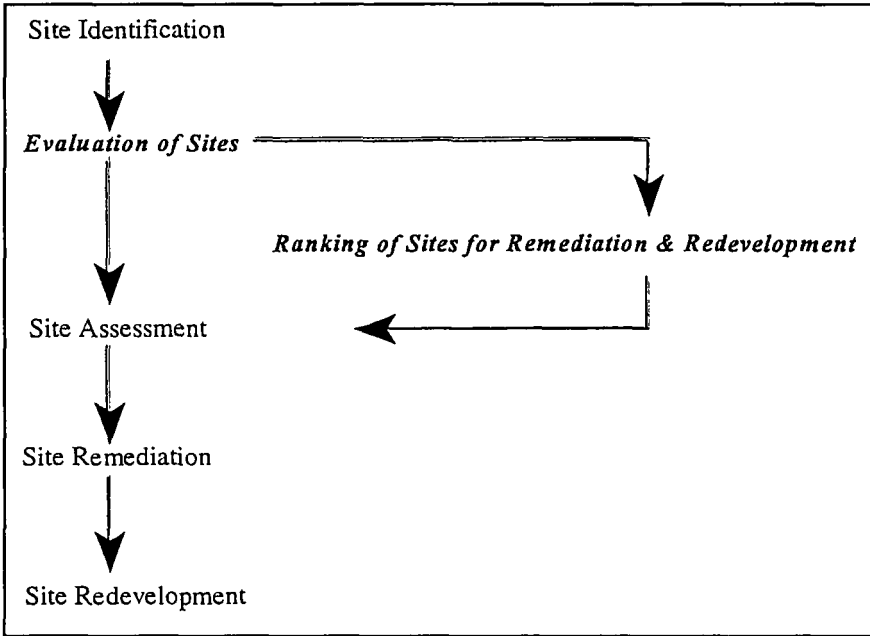 Site Identification
Evaluation of Sites
Ranking of Sites for Remediation & Redevelopment
Site Assessment
Site Remediation
Site Redevelopment